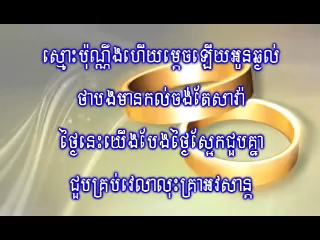 ស្មោះប៉ុណ្ណឹងហើយម្ដេចឡើយអូនឆ្ងល់
ថាបងមានកល់ចងតែសាវ៉ា
ថ្ងៃនេះយើងបែងថ្ងៃស្អែកជួបគ្នា
ជួបគ្រប់វេលាលុះគ្រាអវសាន្ត